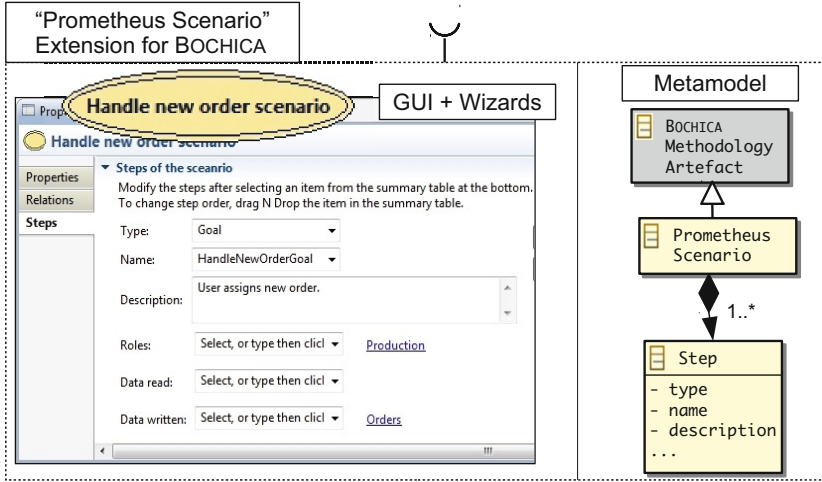 “Prometheus Scenario”
Extension for BOCHICA
GUI + Wizards
Handle new order scenario
Prop
Handle new order scenario
Properties
Relations
Steps
Steps of the sceanrio
Modify the steps after selecting an item from the summary table at the bottom.
To change step order, drag N Drop the item in the summary table.
Type: Goal
Name: HandleNewOrderGoal
Description: User assigns new order.
Roles: Select, or type then clicl Production
Data read: Select, or type then clicl
Data written: Select, or type then clicl Orders
Metamodel
BOCHICA
Methodology
Artefact
Prometheus
Scenario
1..*
Step
- type
- name
- description
...